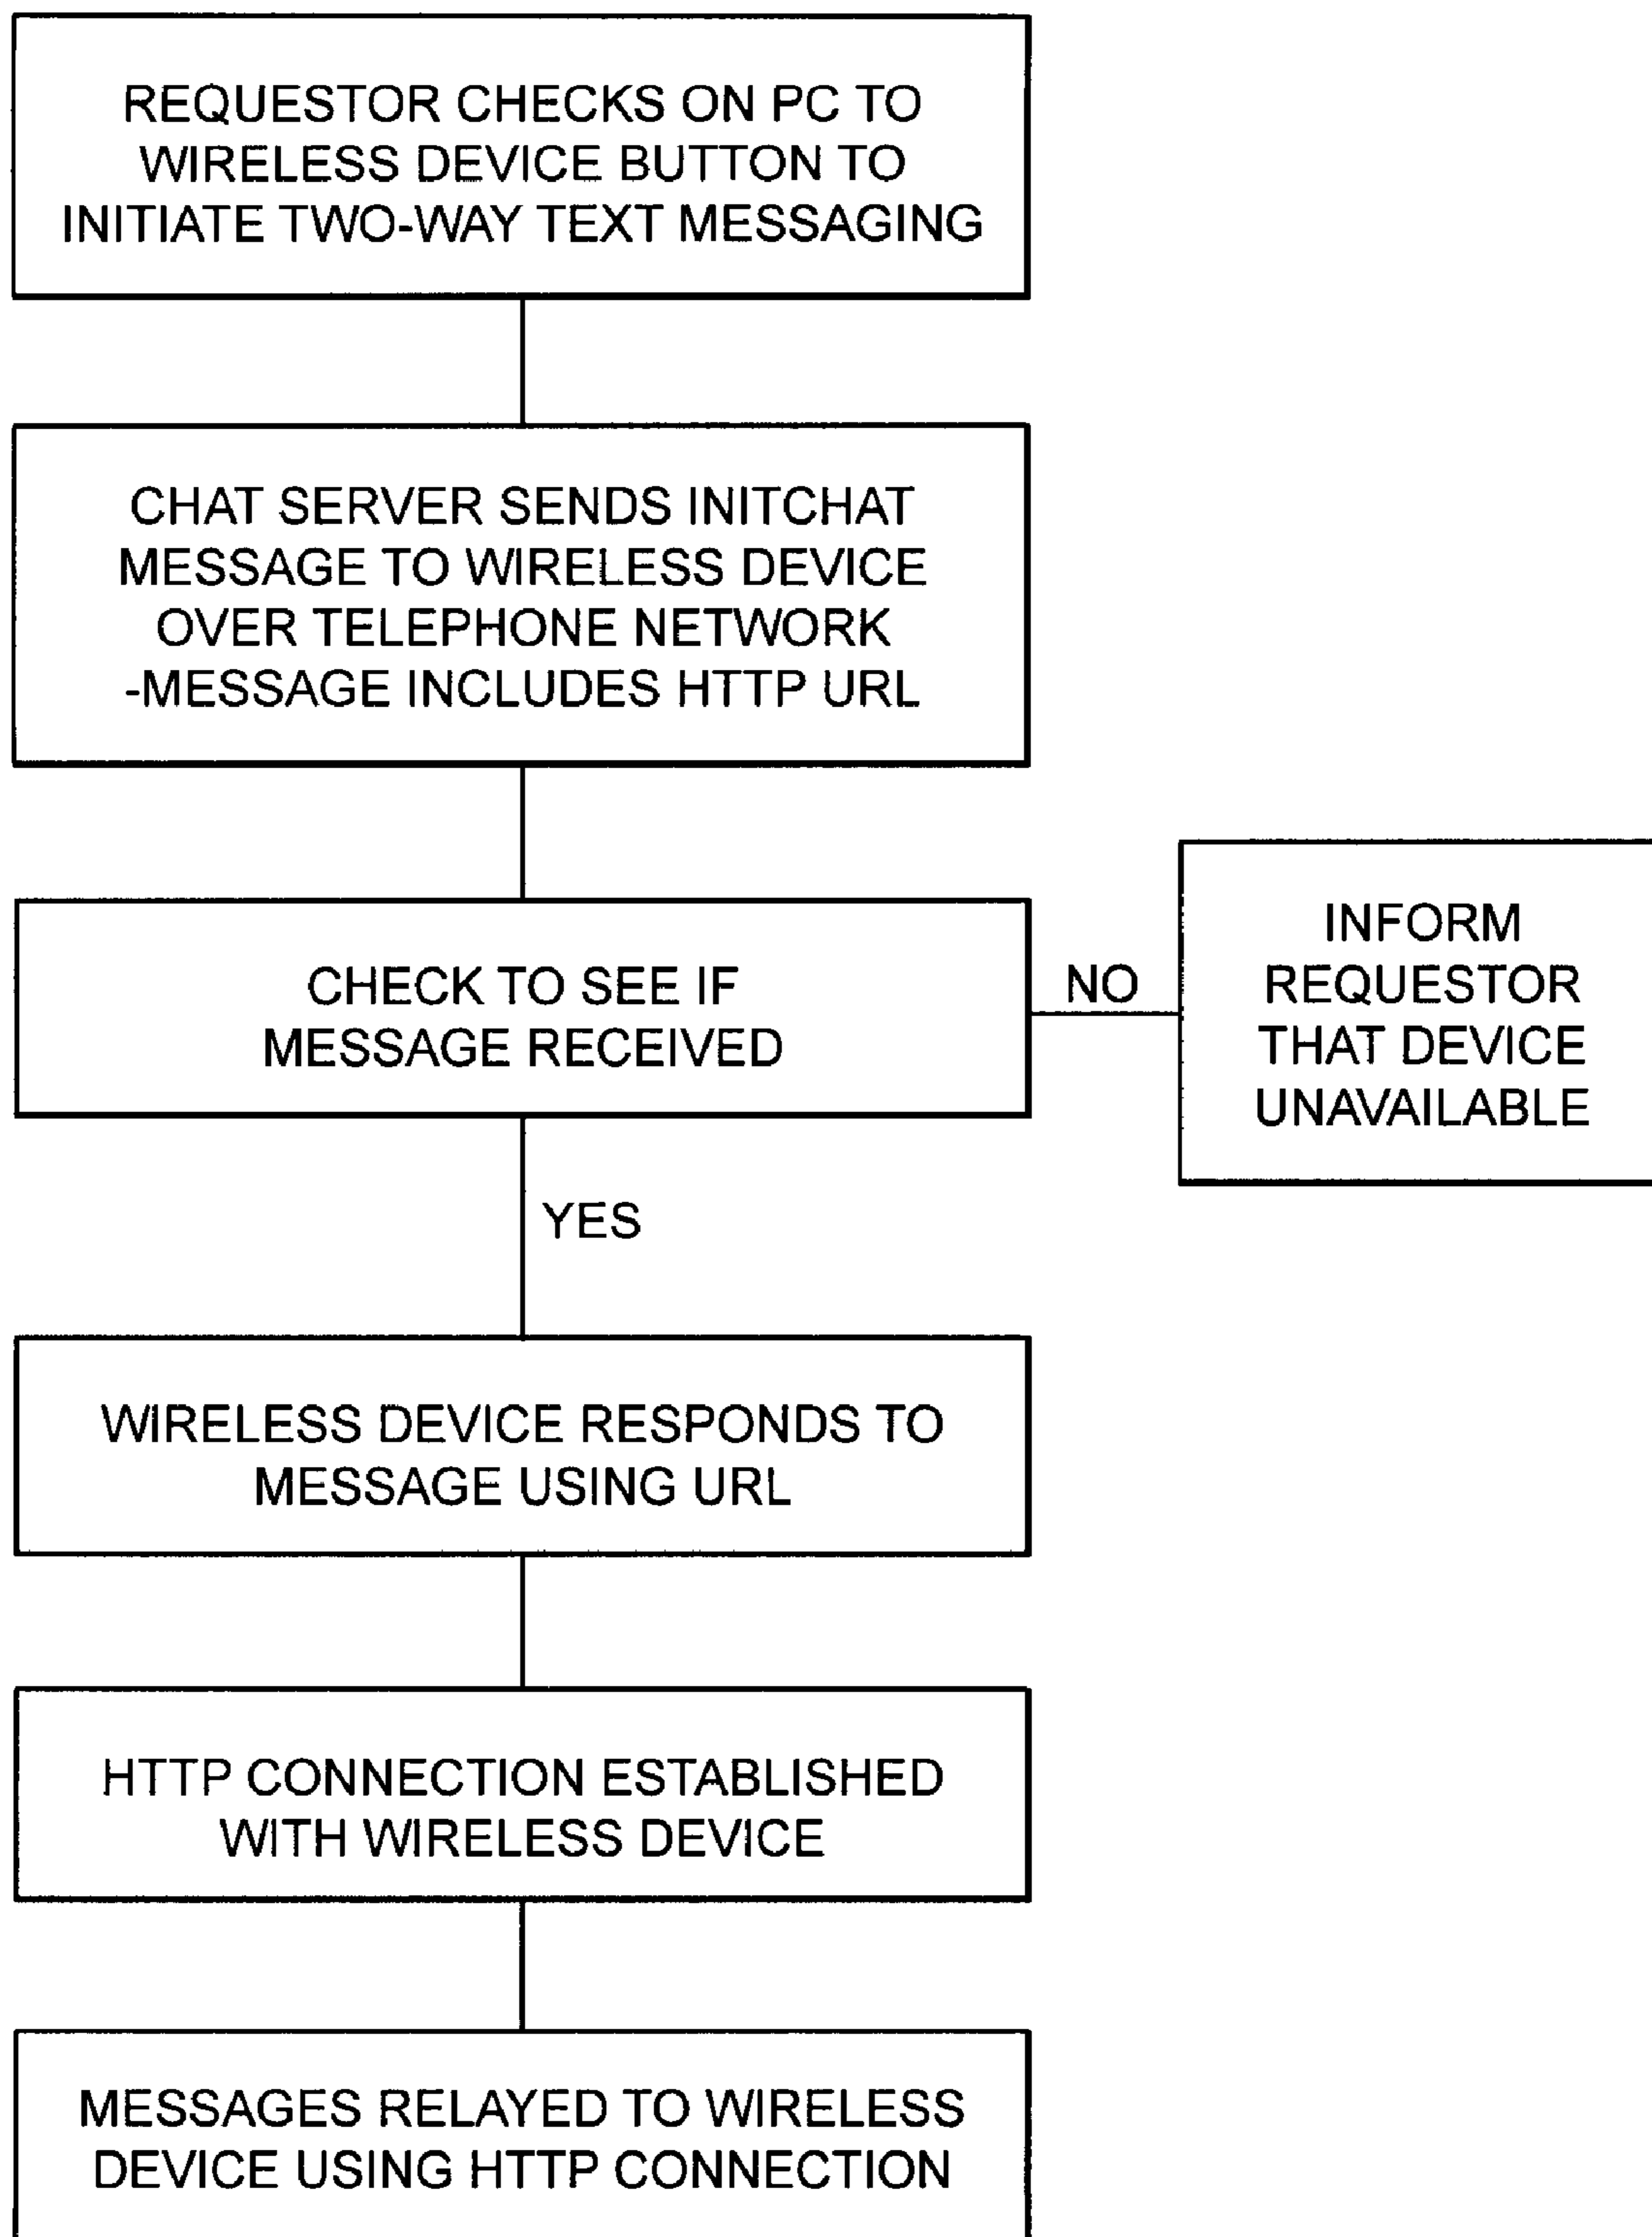 REQUESTOR CHECKS ON PC TO
WIRELESS DEVICE BUTTON TO
INITIATE TWO-WAY TEXT MESSAGING
CHAT SERVER SENDS INITCHAT
MESSAGE TO WIRELESS DEVICE
OVER TELEPHONE NETWORK
-MESSAGE INCLUDES HTTP URL
CHECK TO SEE IF
MESSAGE RECEIVED
NO
INFORM
REQUESTOR
THAT DEVICE
UNAVAILABLE
YES
WIRELESS DEVICE RESPONDS TO
MESSAGE USING URL
HTTP CONNECTION ESTABLISHED
WITH WIRELESS DEVICE
MESSAGES RELAYED TO WIRELESS
DEVICE USING HTTP CONNECTION